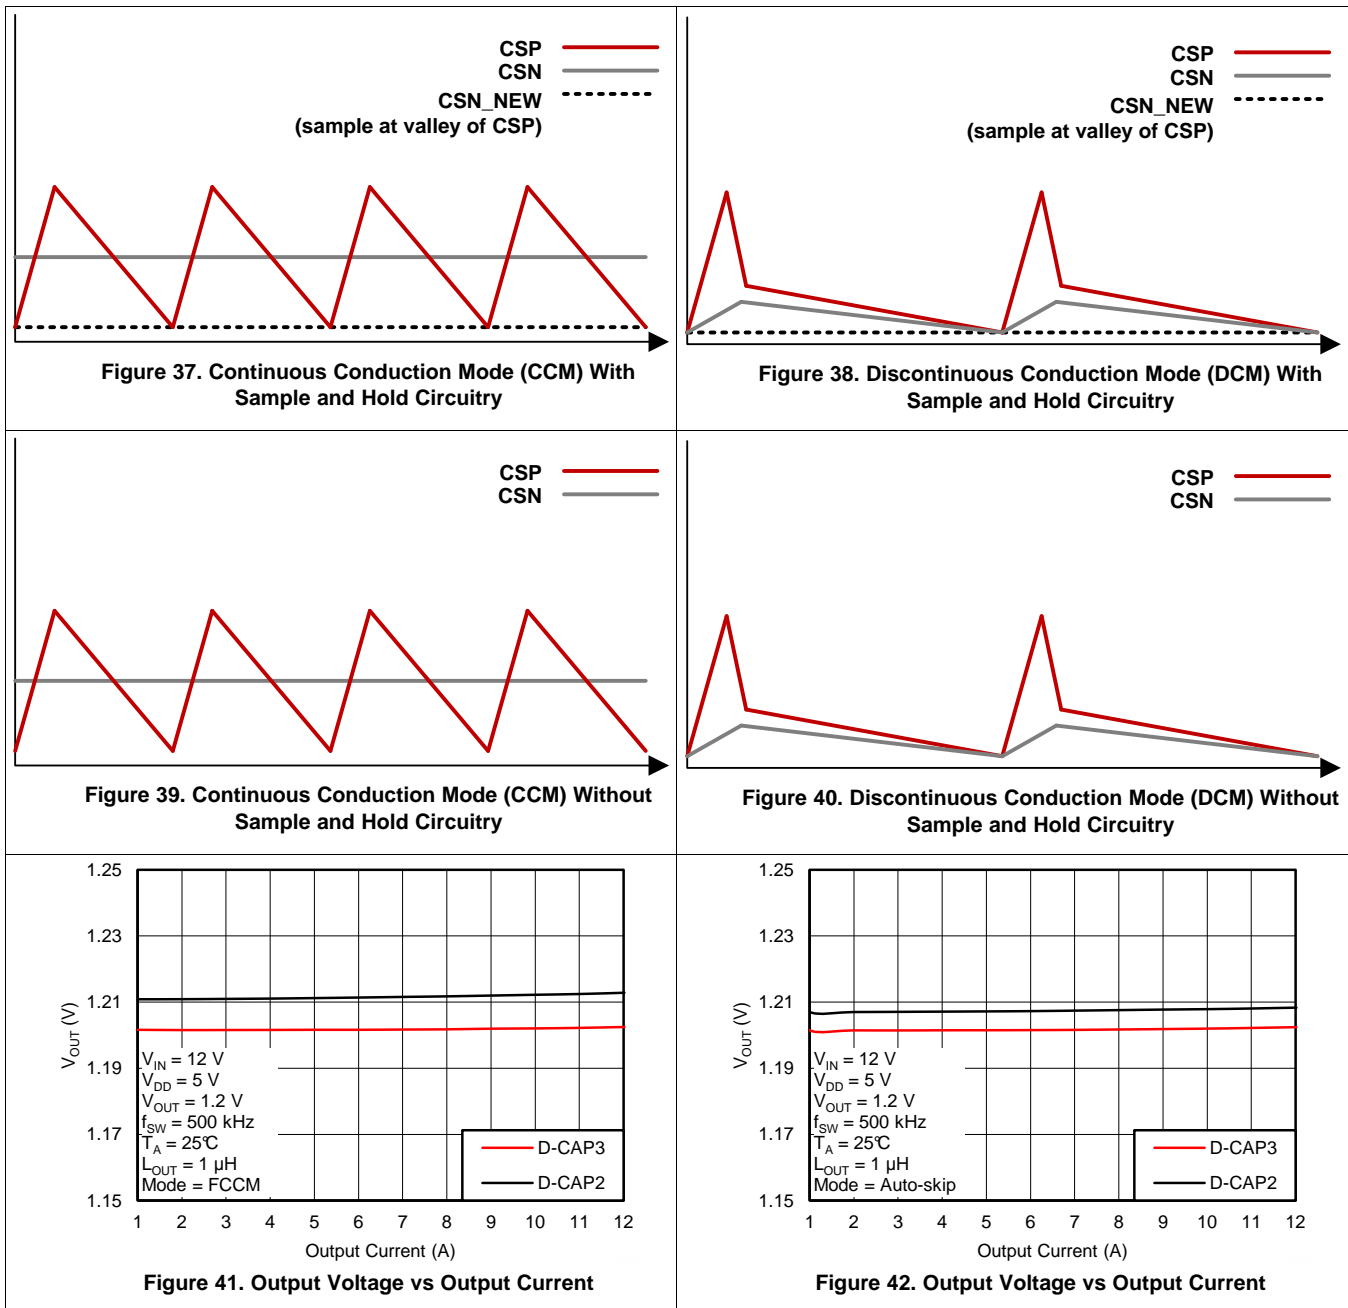 CSP
CSN
CSN_NEW
(sample at valley of CSP)
Figure 37. Continuous Conduction Mode (CCM) With
Sample and Hold Circuitry
CSP
CSN
CSN_NEW
(sample at valley of CSP)
Figure 38. Discontinuous Conduction Mode (DCM) With
Sample and Hold Circuitry
CSP
CSN
Figure 39. Continuous Conduction Mode (CCM) Without
Sample and Hold Circuitry
CSP
CSN
Figure 40. Discontinuous Conduction Mode (DCM) Without
Sample and Hold Circuitry
1.25
1.23
1.21
1.19
1.17
1.15
VOUT (V)
VIN = 12 V
VDD = 5 V
VOUT = 1.2 V
fSW = 500 kHz
TA = 25°C
LOUT = 1 µH
Mode = FCCM
D-CAP3
D-CAP2
1 2 3 4 5 6 7 8 9 10 11 12
Output Current (A)
Figure 41. Output Voltage vs Output Current
1.25
1.23
1.21
1.19
1.17
1.15
VOUT (V)
VIN = 12 V
VDD = 5 V
VOUT = 1.2 V
fSW = 500 kHz
TA = 25°C
LOUT = 1 µH
Mode = Auto-skip
D-CAP3
D-CAP2
1 2 3 4 5 6 7 8 9 10 11 12
Output Current (A)
Figure 42. Output Voltage vs Output Current